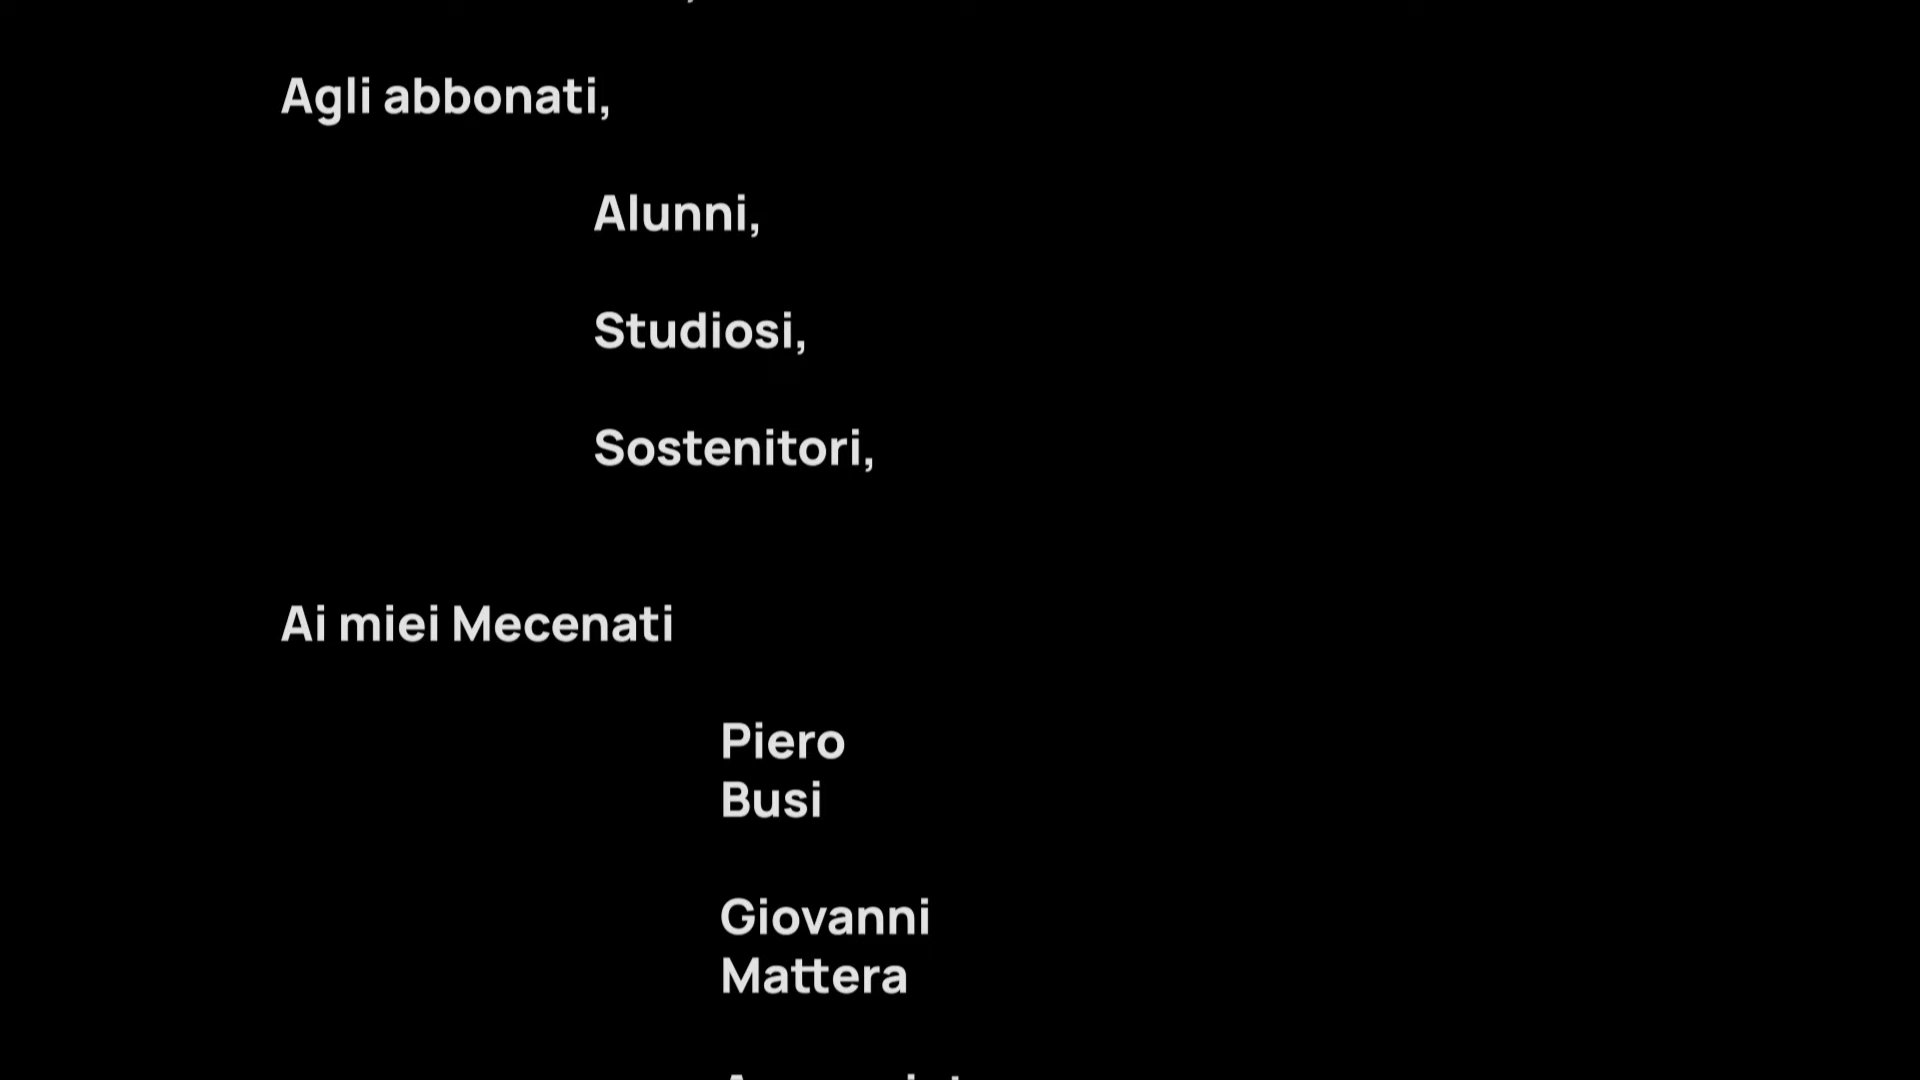 Agli abbonati,
Alunni,
Studiosi,
Sostenitori,
Ai miei Mecenati
Piero
Busi
Giovanni
Mattera